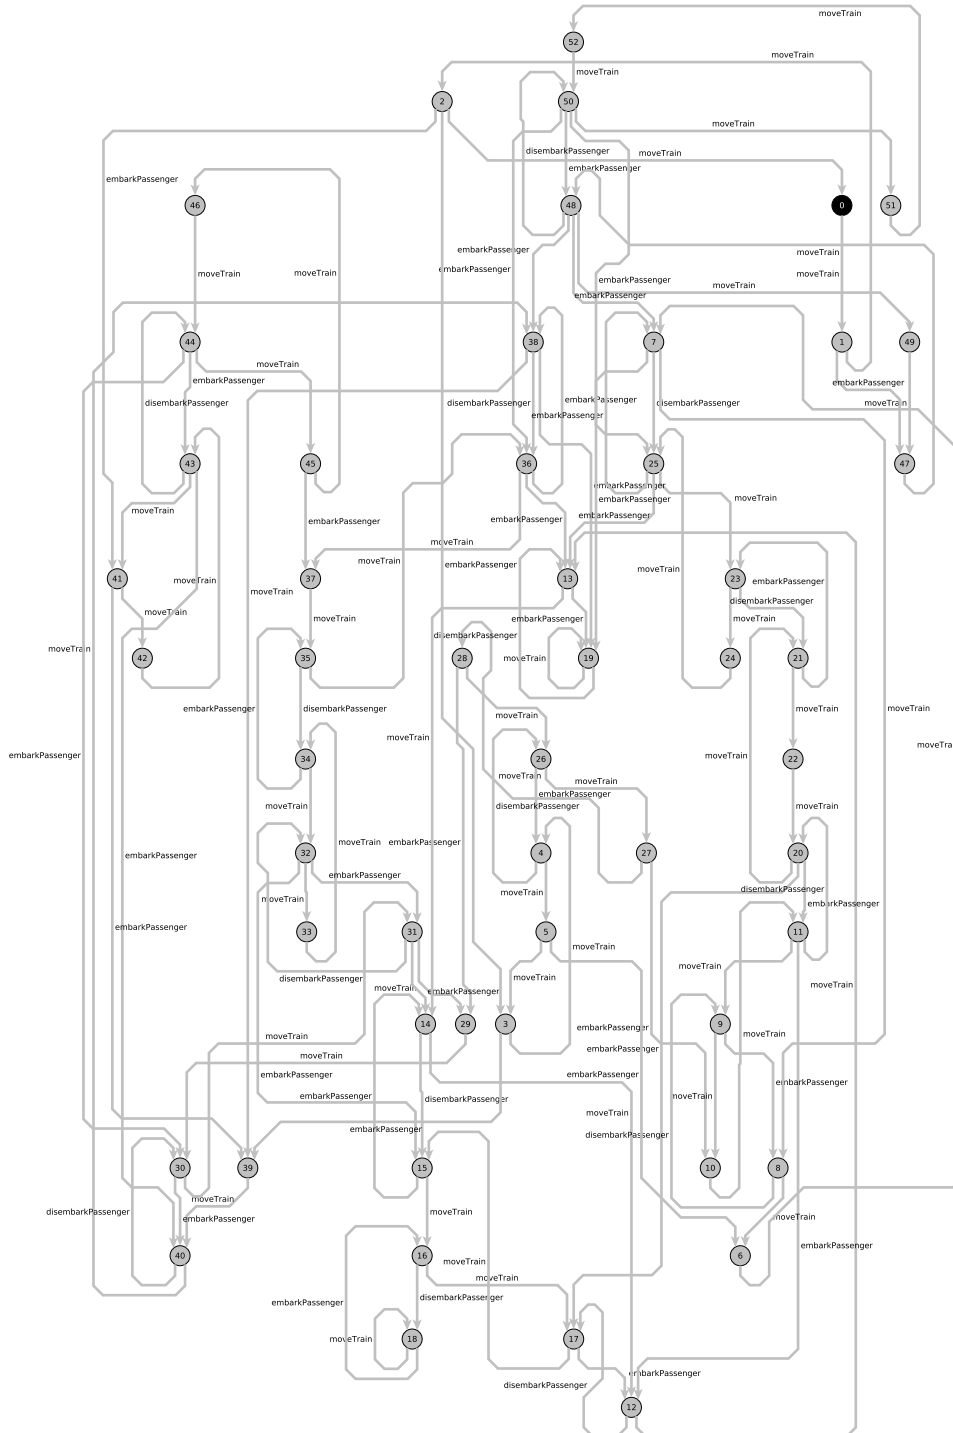 moveTrain
52
moveTrain
moveTrain
2
50
moveTrain
disembarkPassenger
moveTrain
embarkPassenger
embarkPassenger
46
48
0
51
embarkPassenger
moveTrain
embarkPassenger
moveTrain
moveTrain
moveTrain
embarkPassenger
moveTrain
embarkPassenger
44
38
7
1
49
moveTrain
embarkPassenger
embarkPassenger
disembarkPassenger
disembarkPassenger
embarkPassenger
disembarkPassenger
moveTrain
embarkPassenger
43
45
36
25
47
embarkPassenger
moveTrain
embarkPassenger
moveTrain
embarkPassenger
embarkPassenger
embarkPassenger
moveTrain
embarkPassenger
moveTrain
41
37
13
23
moveTrain
embarkPassenger
moveTrain
disembarkPassenger
moveTrain
embarkPassenger
moveTrain
disembarkPassenger
moveTrain
42
35
28
moveTrain
19
24
21
embarkPassenger
disembarkPassenger
moveTrain
moveTrain
moveTrain
moveTrain
embarkPassenger
34
26
moveTrain
22
moveTrain
moveTrain
embarkPassenger
moveTrain
disembarkPassenger
moveTrain
moveTrain
embarkPassenger
32
4
27
20
embarkPassenger
disembarkPassenger
moveTrain
moveTrain
embarkPassenger
embarkPassenger
33
31
5
11
moveTrain
disembarkPassenger
moveTrain
moveTrain
moveTrain
moveTrain
embarkPassenger
14
29
3
9
embarkPassenger
moveTrain
moveTrain
embarkPassenger
moveTrain
embarkPassenger
embarkPassenger
embarkPassenger
embarkPassenger
disembarkPassenger
moveTrain
moveTrain
embarkPassenger
disembarkPassenger
30
39
15
10
8
moveTrain
disembarkPassenger
moveTrain
embarkPassenger
moveTrain
embarkPassenger
40
16
6
moveTrain
moveTrain
disembarkPassenger
embarkPassenger
18
moveTrain
17
embarkPassenger
disembarkPassenger
12